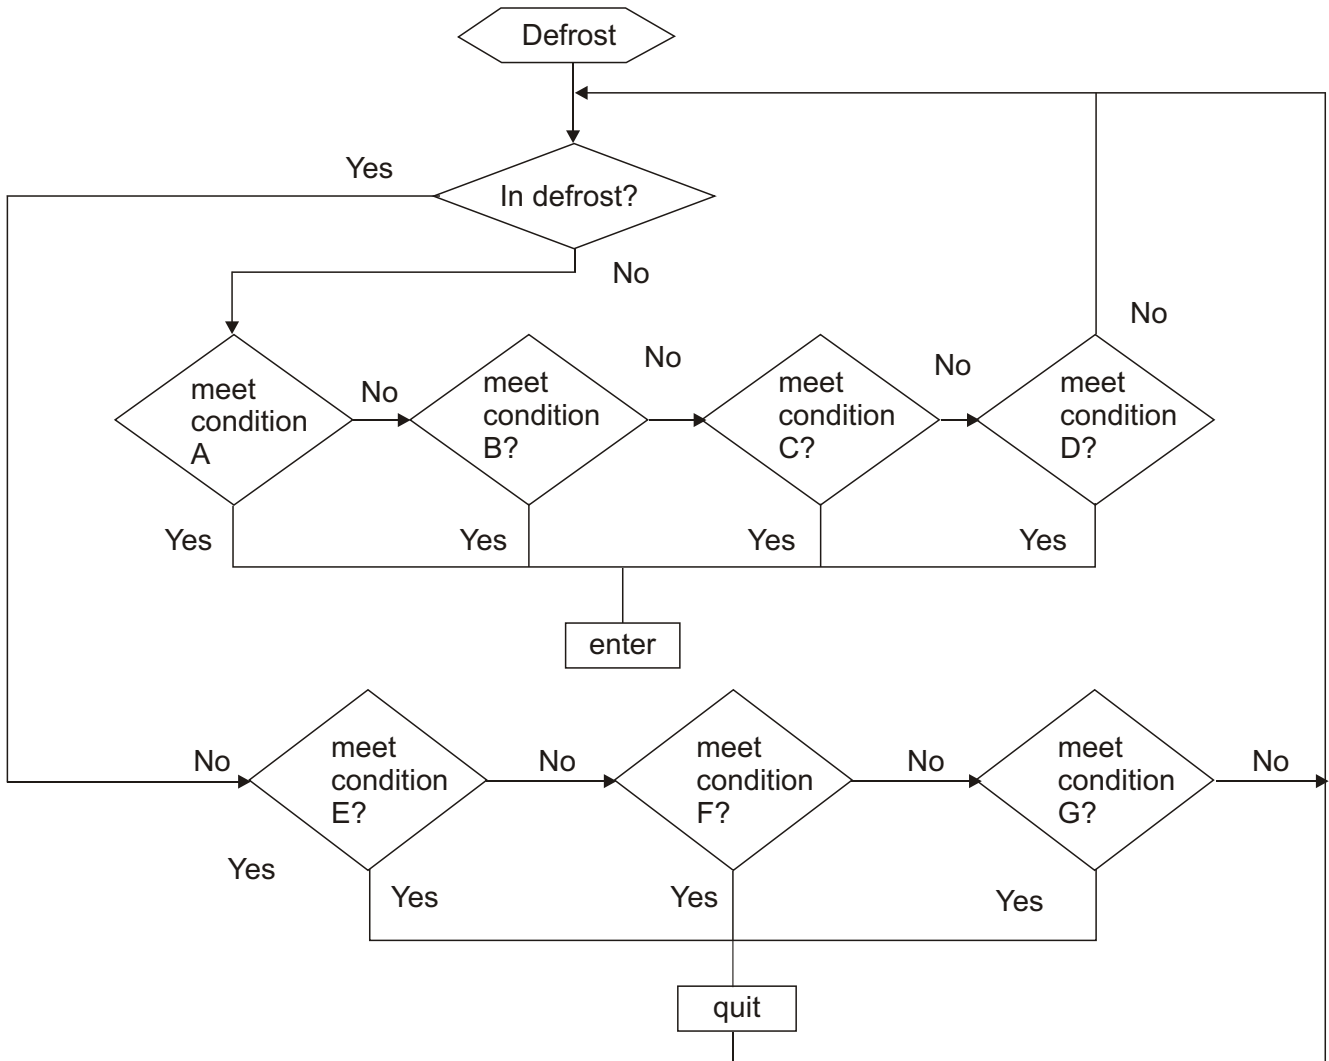 Defrost
Yes
In defrost?
No
No
meet
condition
A
No
meet
condition
B?
No
meet
condition
C?
No
meet
condition
D?
Yes
Yes
Yes
Yes
enter
No
meet
condition
E?
No
meet
condition
F?
No
meet
condition
G?
No
Yes
Yes
Yes
Yes
quit